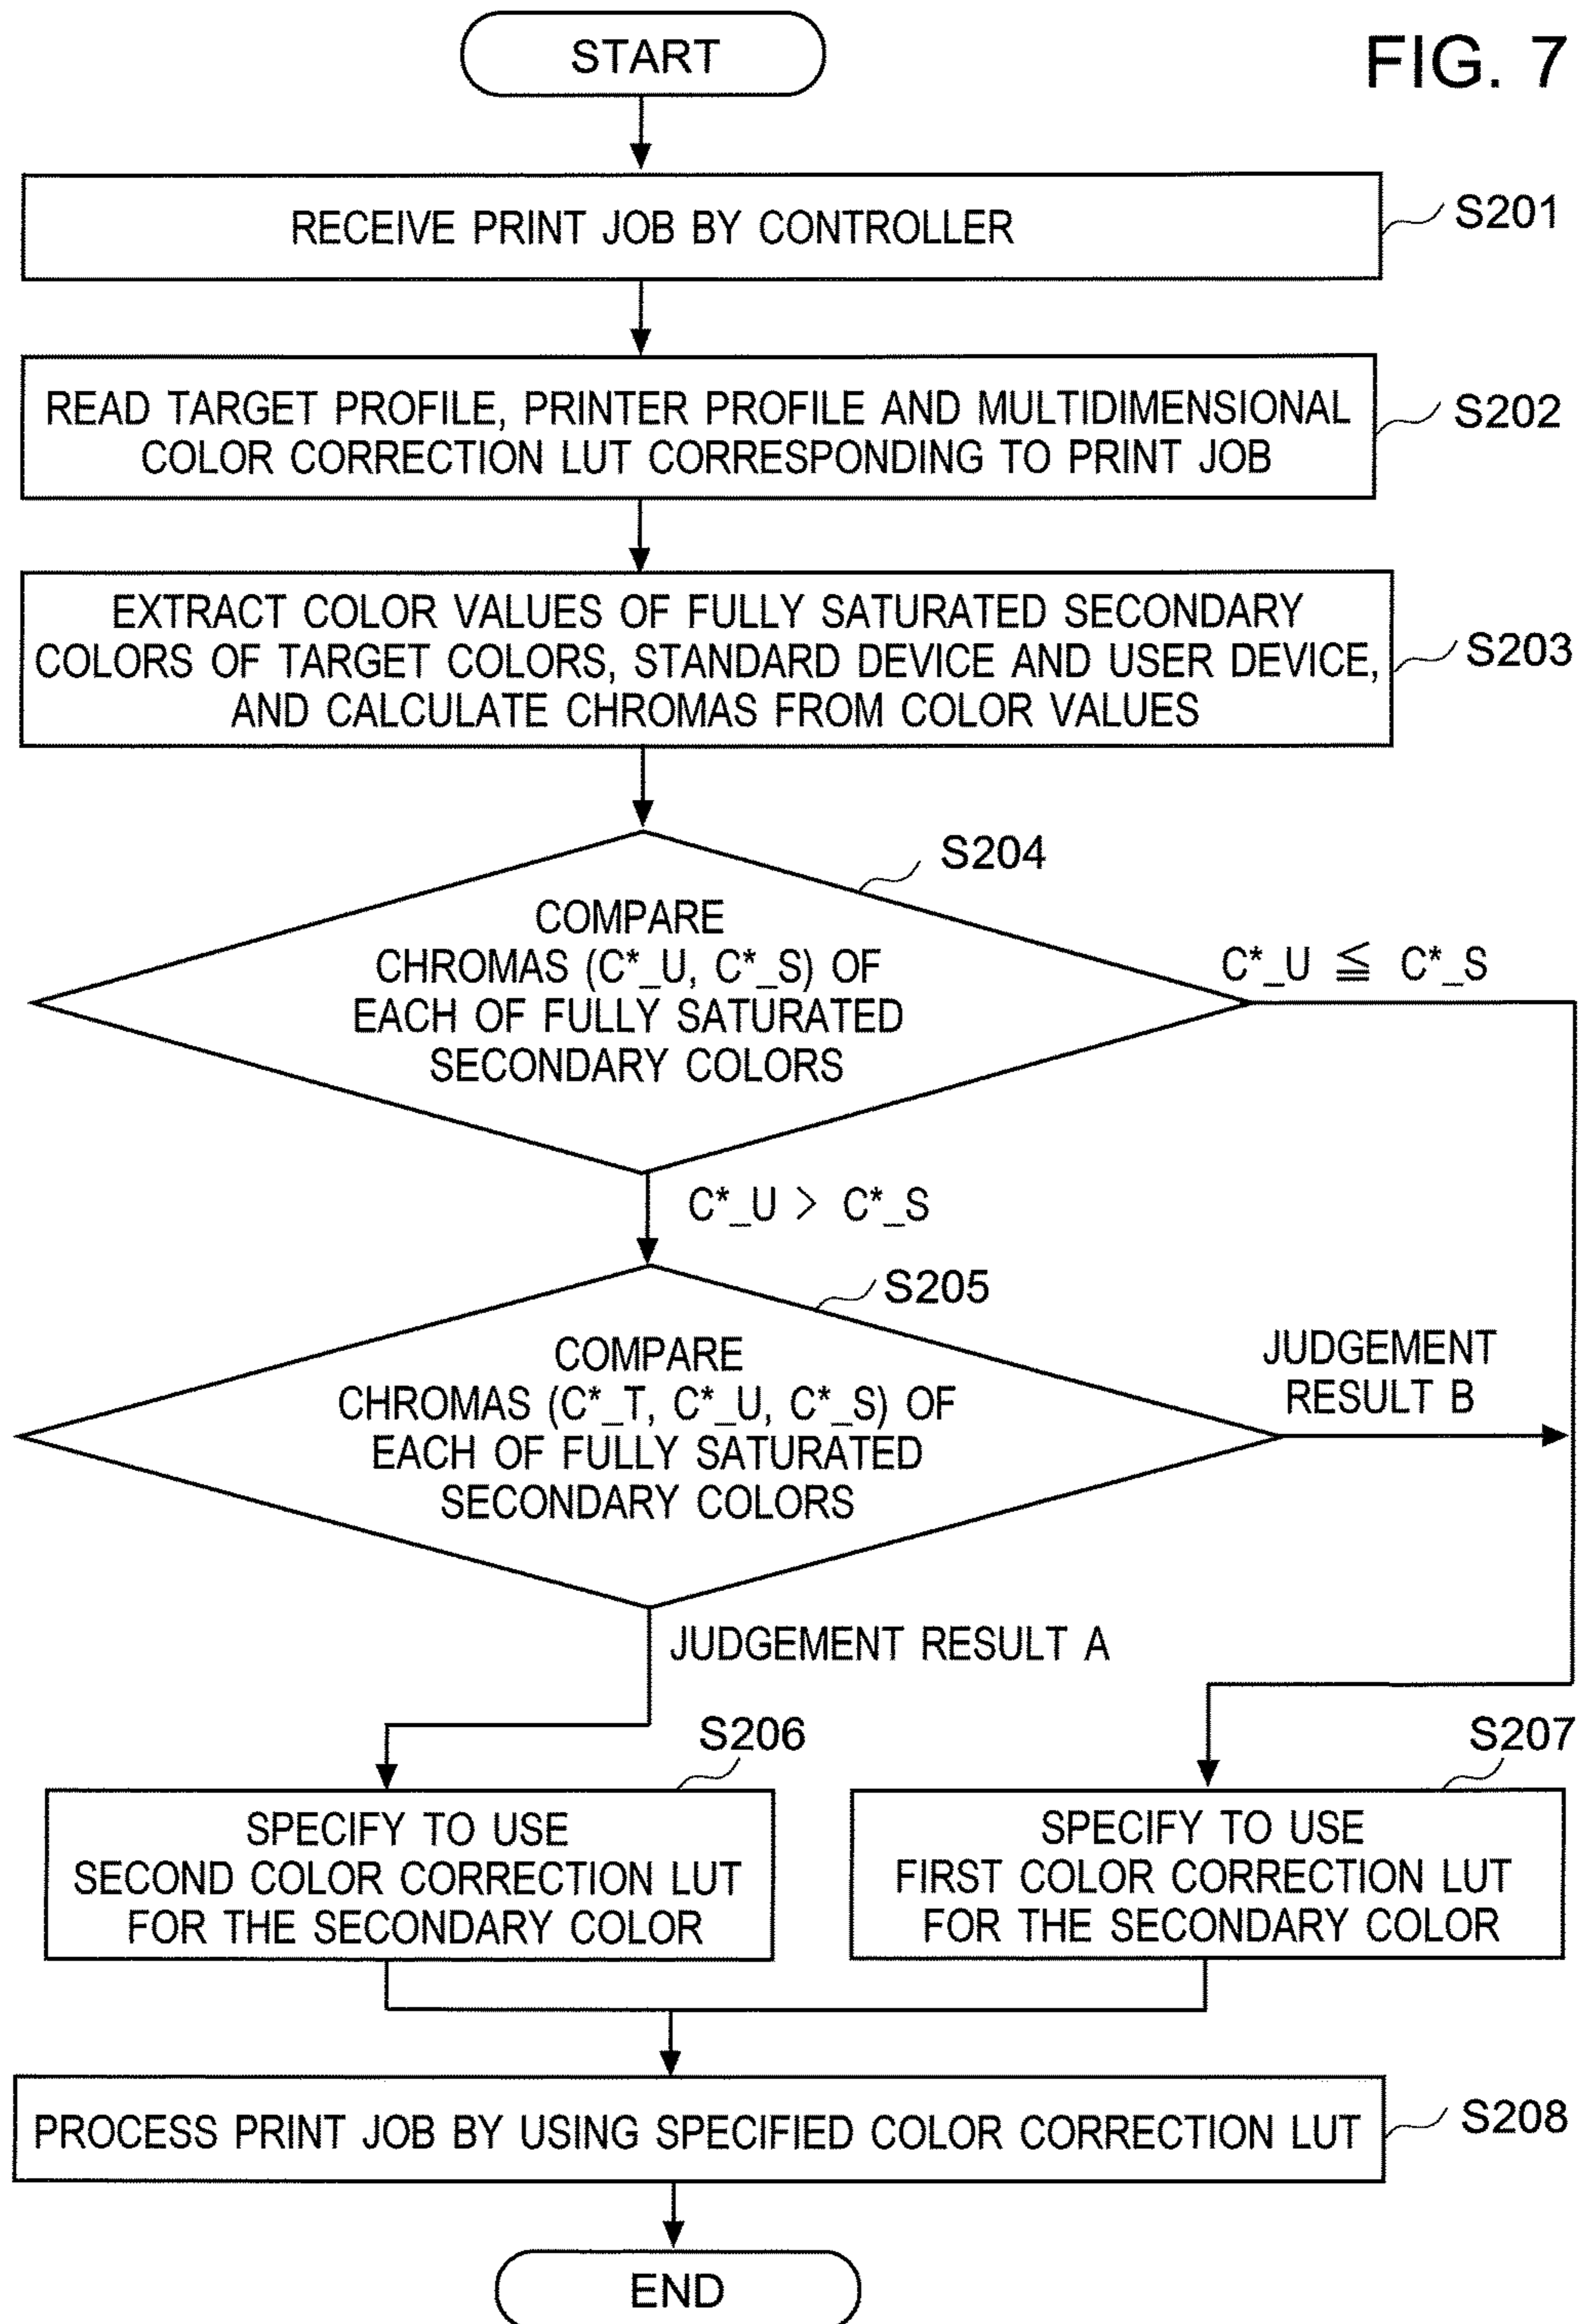 START
FIG. 7
RECEIVE PRINT JOB BY CONTROLLER
S201
READ TARGET PROFILE, PRINTER PROFILE AND MULTIDIMENSIONAL
COLOR CORRECTION LUT CORRESPONDING TO PRINT JOB
S202
EXTRACT COLOR VALUES OF FULLY SATURATED SECONDARY
COLORS OF TARGET COLORS, STANDARD DEVICE AND USER DEVICE,
AND CALCULATE CHROMAS FROM COLOR VALUES
S203
S204
COMPARE
CHROMAS (C*_U, C*_S) OF
EACH OF FULLY SATURATED
SECONDARY COLORS
C*_U ≦ C*_S
C*_U > C*_S
S205
COMPARE
CHROMAS (C*_T, C*_U, C*_S) OF
EACH OF FULLY SATURATED
SECONDARY COLORS
JUDGEMENT
RESULT B
JUDGEMENT RESULT A
S206
SPECIFY TO USE
SECOND COLOR CORRECTION LUT
FOR THE SECONDARY COLOR
S207
SPECIFY TO USE
FIRST COLOR CORRECTION LUT
FOR THE SECONDARY COLOR
PROCESS PRINT JOB BY USING SPECIFIED COLOR CORRECTION LUT
S208
END